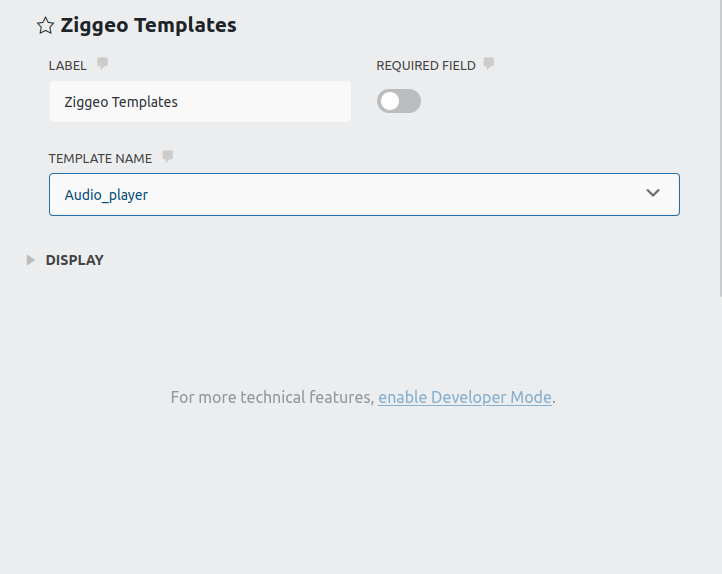 Ziggeo Templates
LABEL REQUIRED FIELD
Ziggeo Templates
TEMPLATE NAME
Audio_player
DISPLAY
For more technical features, enable Developer Mode.